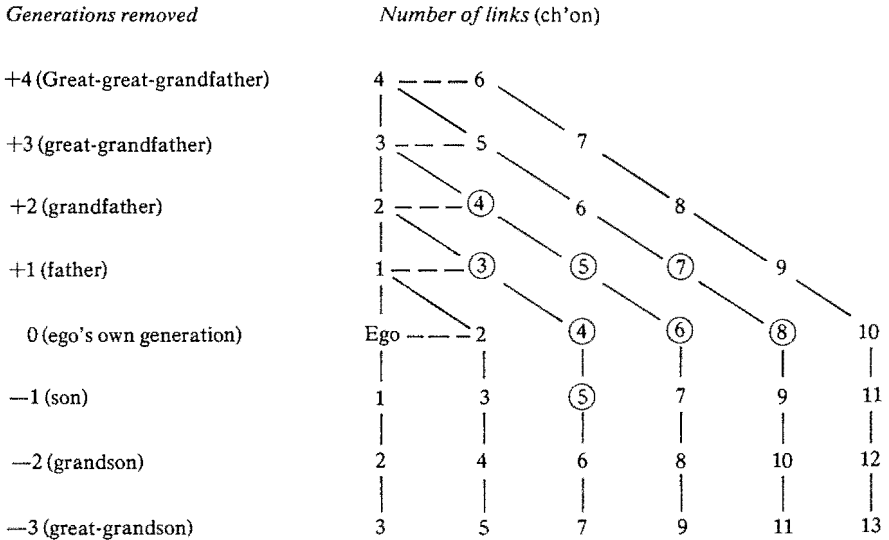 Generations removed Number of links (ch'on)
+4 (Great-great-grandfather) 4 6
+3 (great-grandfather) 3 5 7
+2 (grandfather) 2 4 6 8
+1 (father) 1 3 5 7 9
0 (ego's own generation) Ego 2 4 6 8 10
—1 (son) 1 3 5 7 9 11
—2 (grandson) 2 4 6 8 10 12
—3 (great-grandson) 3 5 7 9 11 13